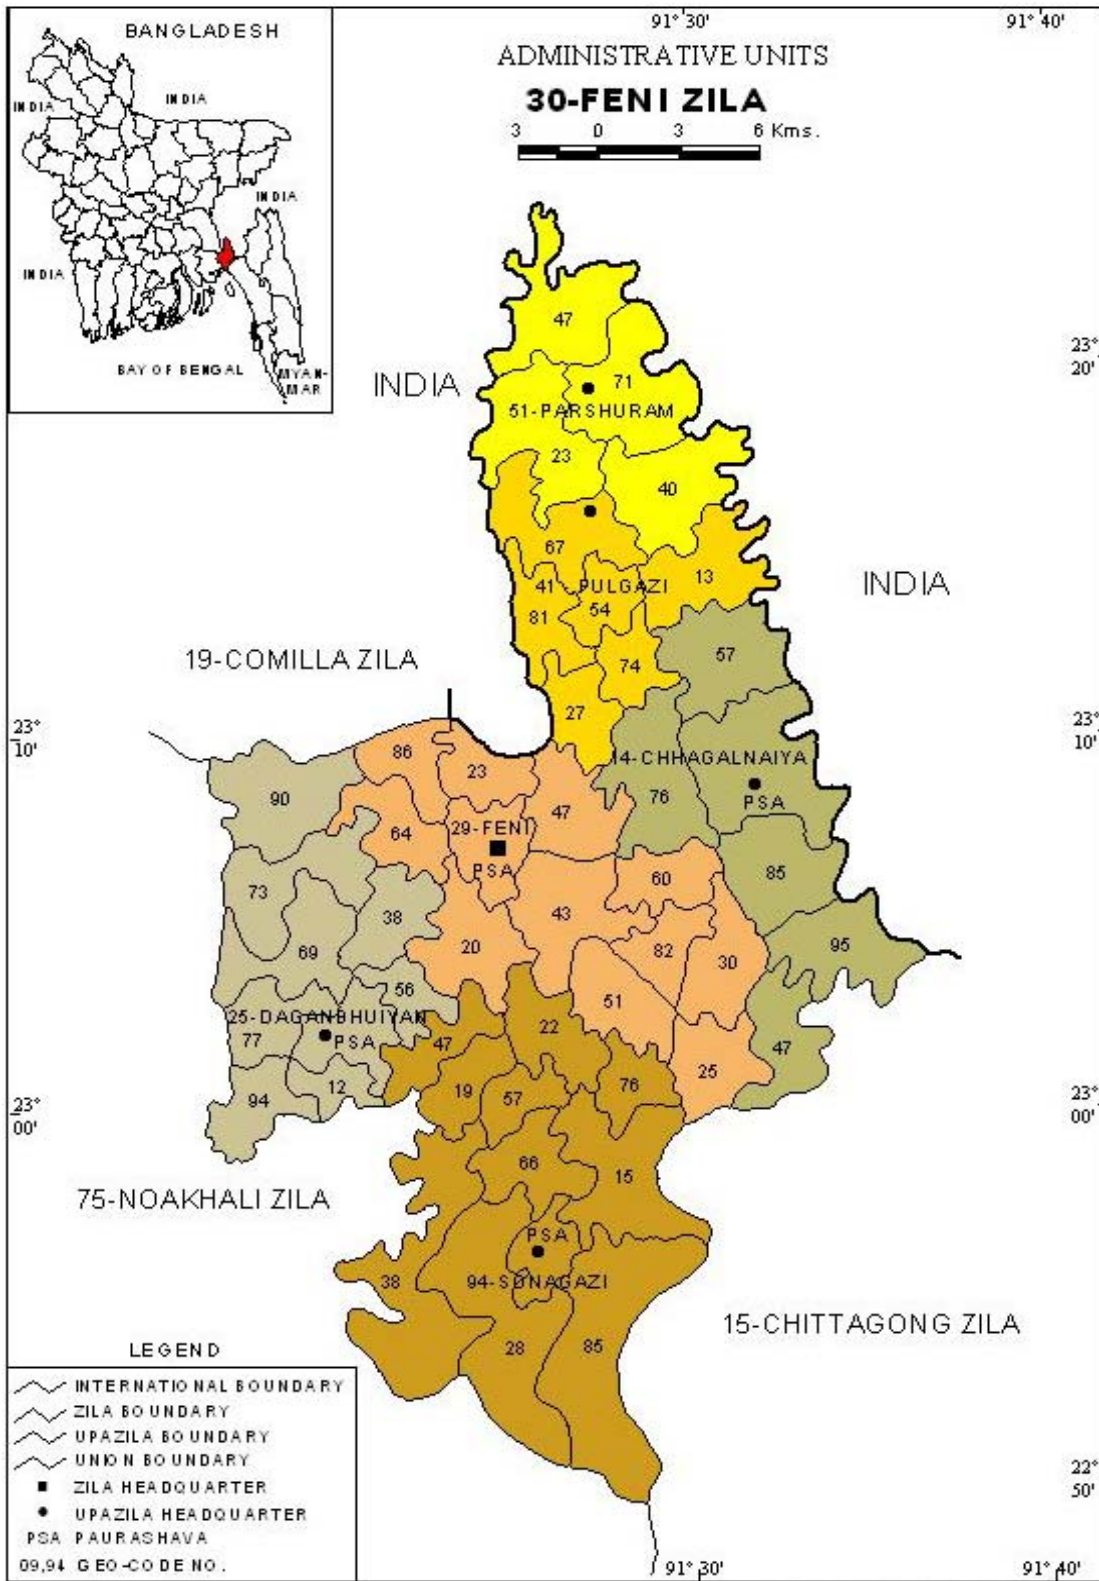 BANGLADESH
INDIA
INDIA
INDIA
INDIA
BAY OF BENGAL
MYAN-
MAR
91° 30'
91° 40'
ADMINISTRATIVE UNITS
30-FENI ZILA
3 0 3 6 Kms.
47
INDIA
71
51-PARSHURAM
23
40
23°
20'
67
41
PULGAZI
13
INDIA
81
54
74
57
27
19-COMILLA ZILA
23°
10'
23°
10'
86
23
14-CHHAGALNAIYA
90
76
PSA
47
64
29-FENI
PSA
60
85
73
38
43
20
82
30
95
69
56
51
25-DAGANBHUIYAN
PSA
77
47
22
47
25
94
12
19
57
76
23°
00'
23°
00'
66
15
75-NOAKHALI ZILA
PSA
38
94-SONAGAZI
28
85
15-CHITTAGONG ZILA
LEGEND
INTERNATIONAL BOUNDARY
ZILA BOUNDARY
UPAZILA BOUNDARY
UNION BOUNDARY
ZILA HEADQUARTER
UPAZILA HEADQUARTER
PSA PAURASHAVA
09,94 GEO-CODE NO.
22°
50'
91° 30'
91° 40'